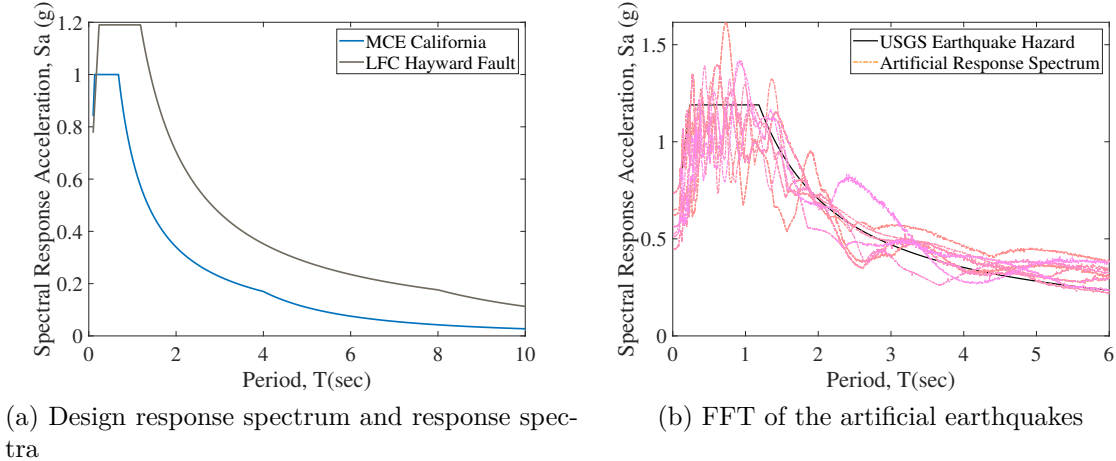 Spectral Response Acceleration, Sa (g)
1.2
1
0.8
0.6
0.4
0.2
0
0 2 4 6 8 10
Period, T(sec)
MCE California
LFC Hayward Fault
(a) Design response spectrum and response spec-
tra
Spectral Response Acceleration, Sa (g)
1.5
1
0.5
0
0 1 2 3 4 5 6
Period, T(sec)
USGS Earthquake Hazard
Artificial Response Spectrum
(b) FFT of the artificial earthquakes